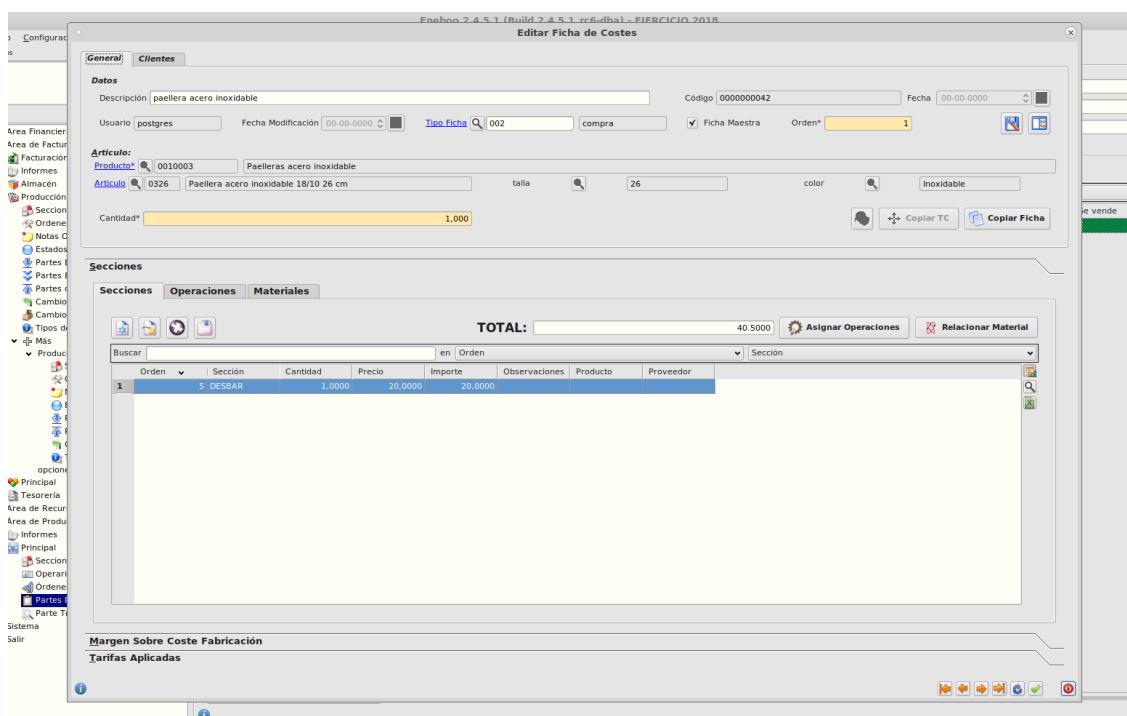 Eneboo 2.4.5.1 (Build 2.4.5.1_rc6-dba) - EJERCICIO 2018
Editar Ficha de Costes
Configurac
General Clientes
Datos
Descripción paellera acero inoxidable Código 0000000042 Fecha 00-00-0000
Usuario postgres Fecha Modificación 00-00-0000 Tipo Ficha 002 compra Ficha Maestra Orden* 1
Area Financier
Area de Factur
Facturación
Informes
Almacén
Producción
Seccion
Ordene
Notas O
Estados
Partes
Partes
Partes
Cambio
Cambio
Tipos d
Más
Produc
opcione
Principal
Tesorería
Area de Recur
Área de Produ
Informes
Principal
Seccion
Operari
Órdene
Partes
Parte T
Sistema
Salir
Artículo:
Producto* 0010003 Paelleras acero inoxidable
Artículo 0326 Paellera acero inoxidable 18/10 26 cm talla 26 color Inoxidable
Se vende
Cantidad* 1,000 Copiar TC Copiar Ficha
Secciones
Secciones Operaciones Materiales
TOTAL: 40.5000 Asignar Operaciones Relacionar Material
Buscar en Orden Sección
Orden Sección Cantidad Precio Importe Observaciones Producto Proveedor
1 5 DESBAR 1,0000 20,0000 20,0000
Margen Sobre Coste Fabricación
Tarifas Aplicadas